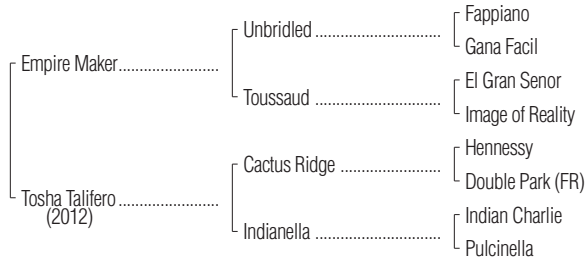 Fappiano
Unbridled
Gana Facil
Empire Maker
El Gran Senor
Toussaud
Image of Reality
Hennessy
Cactus Ridge
Double Park (FR)
Tosha Talifero
(2012)
Indian Charlie
Indianella
Pulcinella